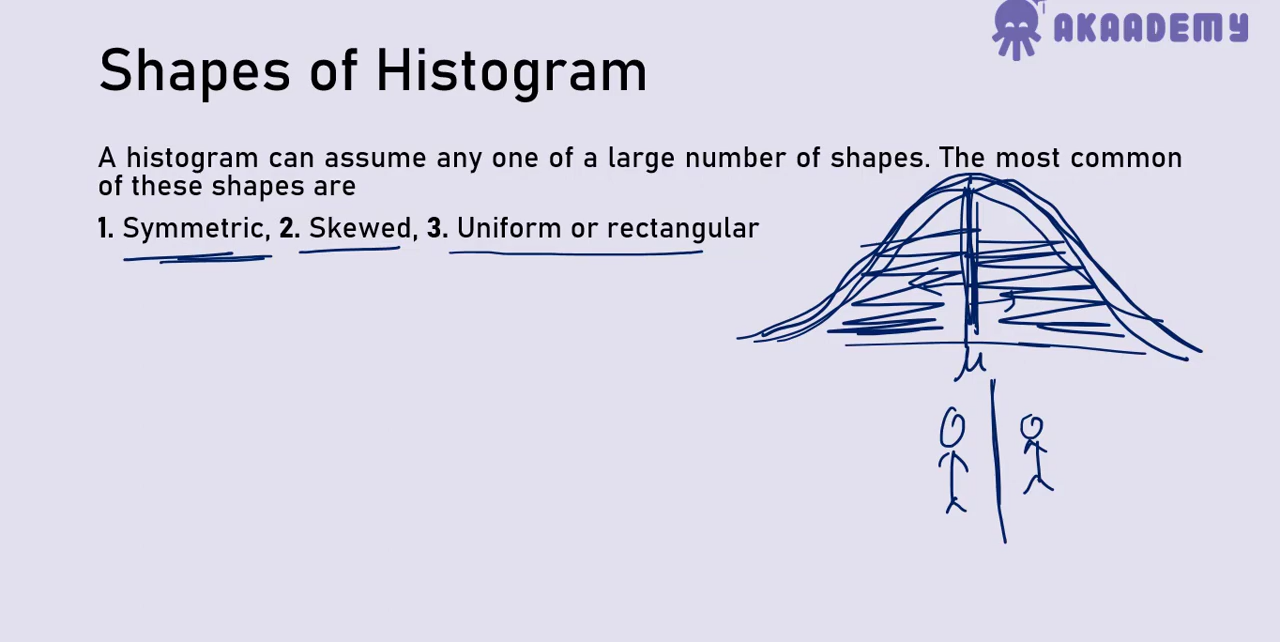 AKAADEMY
Shapes of Histogram
A histogram can assume any one of a large number of shapes. The most common
of these shapes are
1. Symmetric, 2. Skewed, 3. Uniform or rectangular
μ